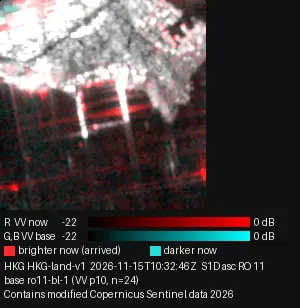 R VV now -22 0 dB
G,B VV base -22 0 dB
brighter now (arrived) darker now
HKG HKG-land-v1 2026-11-15T10:32:46Z S1D asc RO 11
base ro11-bl-1 (VV p10, n=24)
Contains modified Copernicus Sentinel data 2026